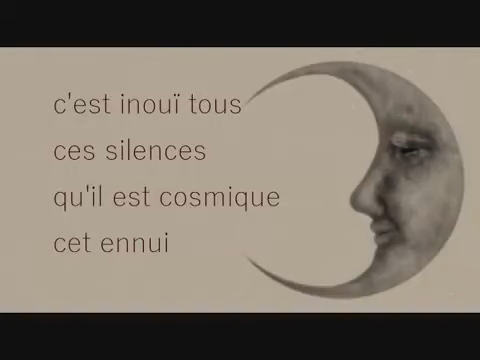 c'est inouï tous
ces silences
qu'il est cosmique
cet ennui